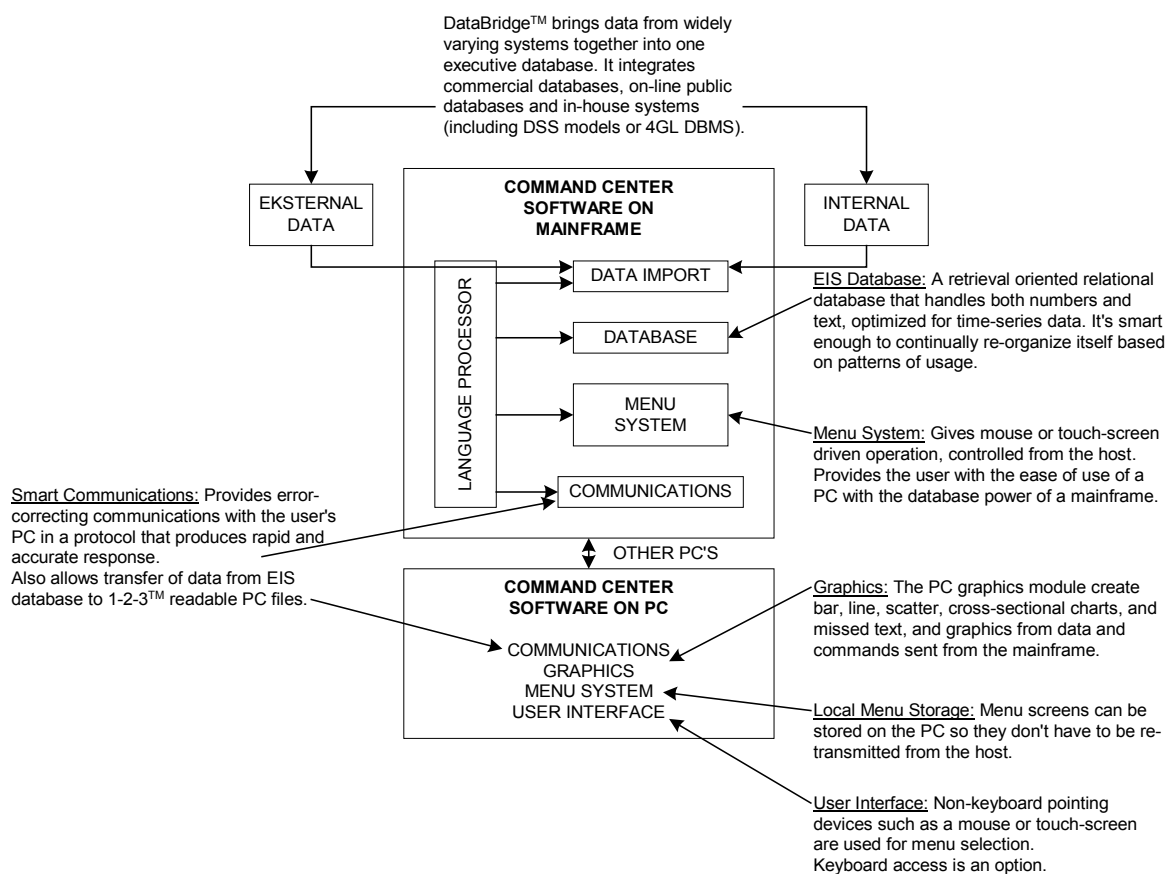 DataBridge™ brings data from widely
varying systems together into one
executive database. It integrates
commercial databases, on-line public
databases and in-house systems
(including DSS models or 4GL DBMS).
EKSTERNAL
DATA
COMMAND CENTER
SOFTWARE ON
MAINFRAME
INTERNAL
DATA
LANGUAGE PROCESSOR
DATA IMPORT
DATABASE
MENU
SYSTEM
COMMUNICATIONS
EIS Database: A retrieval oriented relational
database that handles both numbers and
text, optimized for time-series data. It's smart
enough to continually re-organize itself based
on patterns of usage.
Menu System: Gives mouse or touch-screen
driven operation, controlled from the host.
Provides the user with the ease of use of a
PC with the database power of a mainframe.
Smart Communications: Provides error-
correcting communications with the user's
PC in a protocol that produces rapid and
accurate response.
Also allows transfer of data from EIS
database to 1-2-3™ readable PC files.
OTHER PC'S
COMMAND CENTER
SOFTWARE ON PC
COMMUNICATIONS
GRAPHICS
MENU SYSTEM
USER INTERFACE
Graphics: The PC graphics module create
bar, line, scatter, cross-sectional charts, and
missed text, and graphics from data and
commands sent from the mainframe.
Local Menu Storage: Menu screens can be
stored on the PC so they don't have to be re-
transmitted from the host.
User Interface: Non-keyboard pointing
devices such as a mouse or touch-screen
are used for menu selection.
Keyboard access is an option.